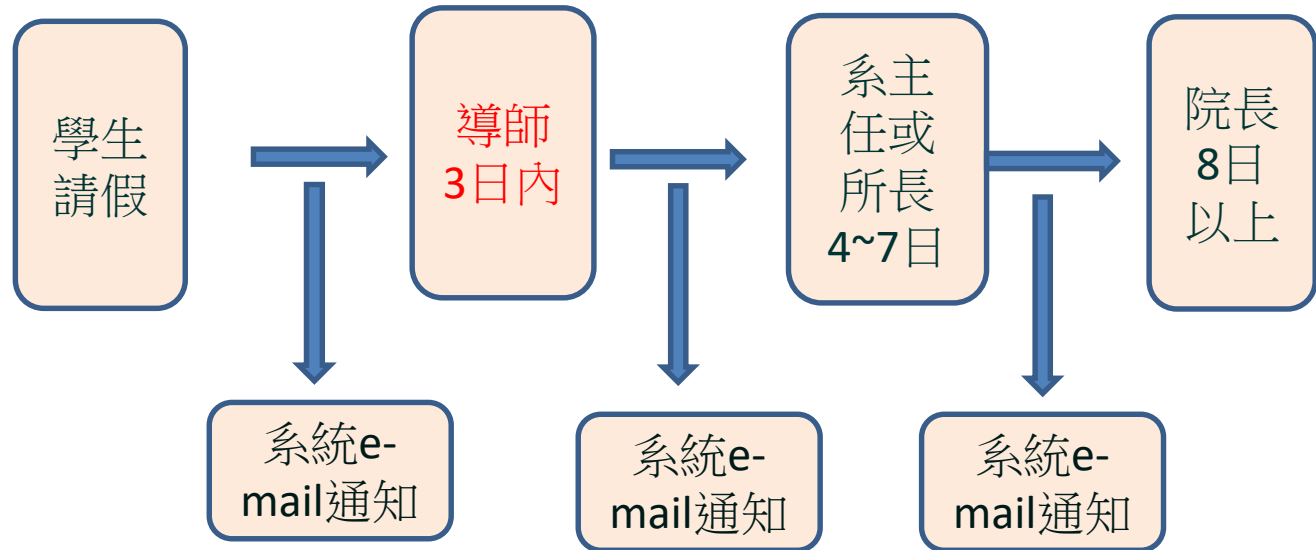 學生
請假
導師
3日內
系主
任或
所長
4~7日
院長
8日
以上
系統e-
mail通知
系統e-
mail通知
系統e-
mail通知